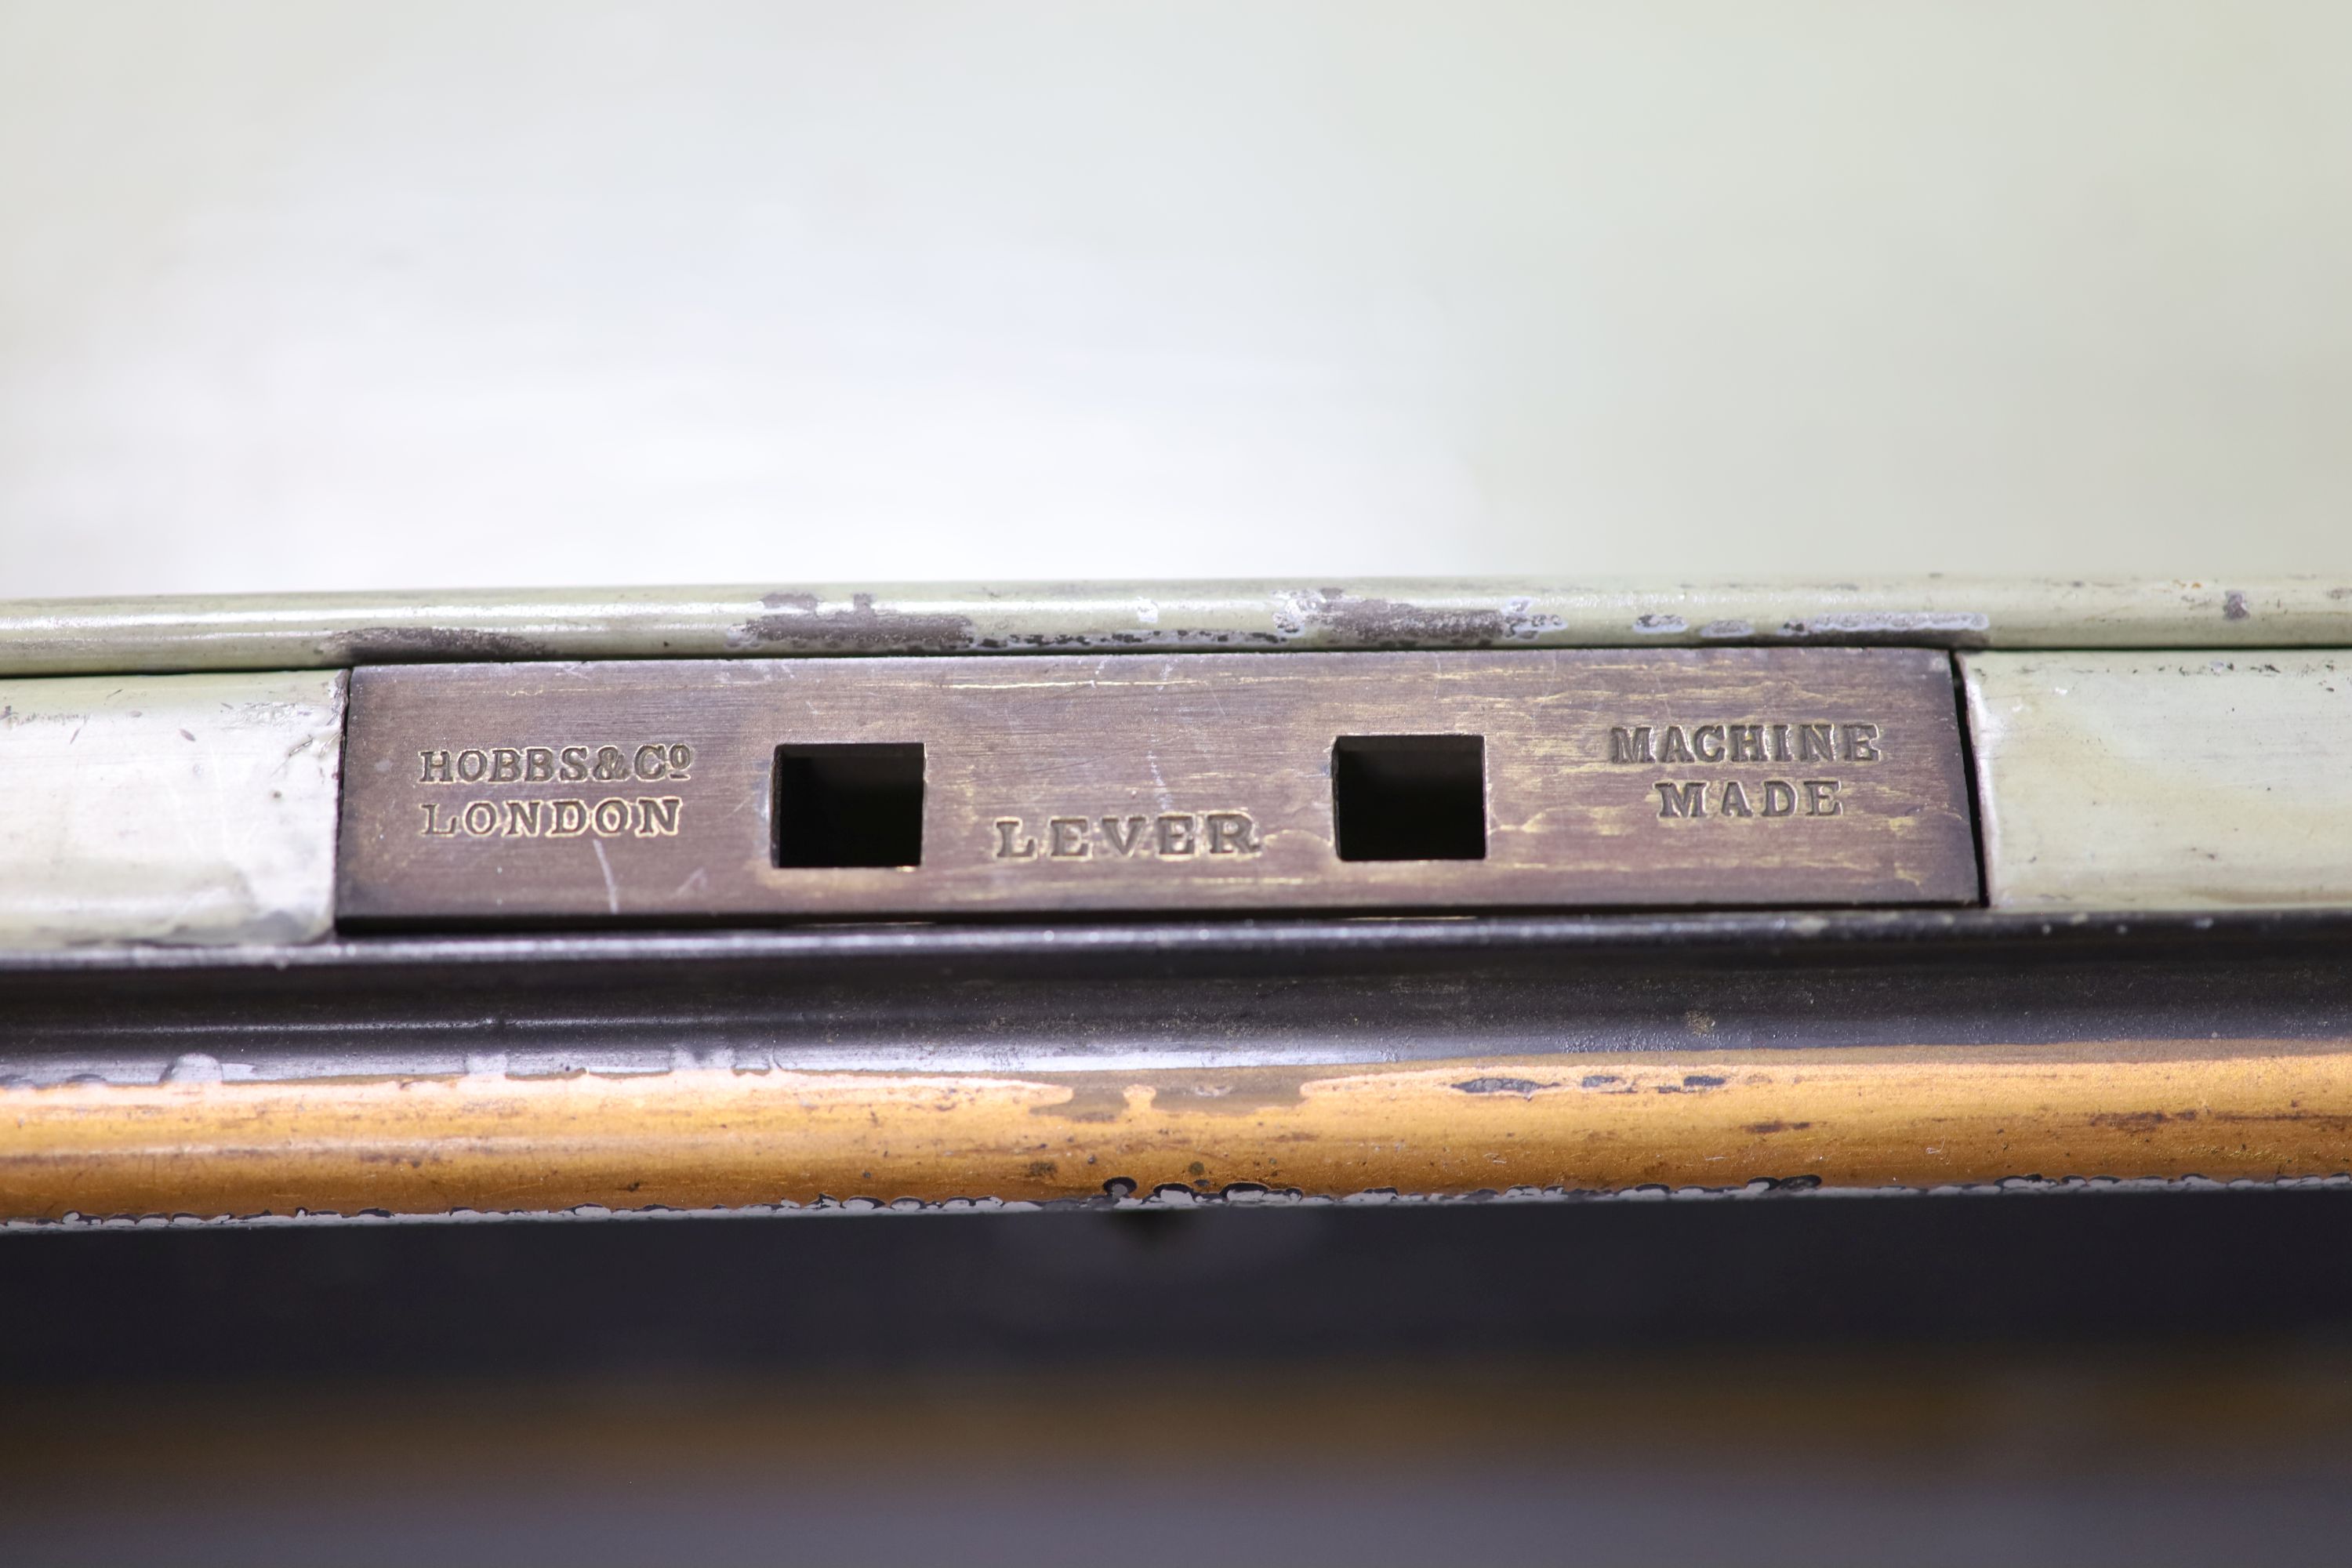 HOBBS & Cº
LONDON
LEVER
MACHINE
MADE